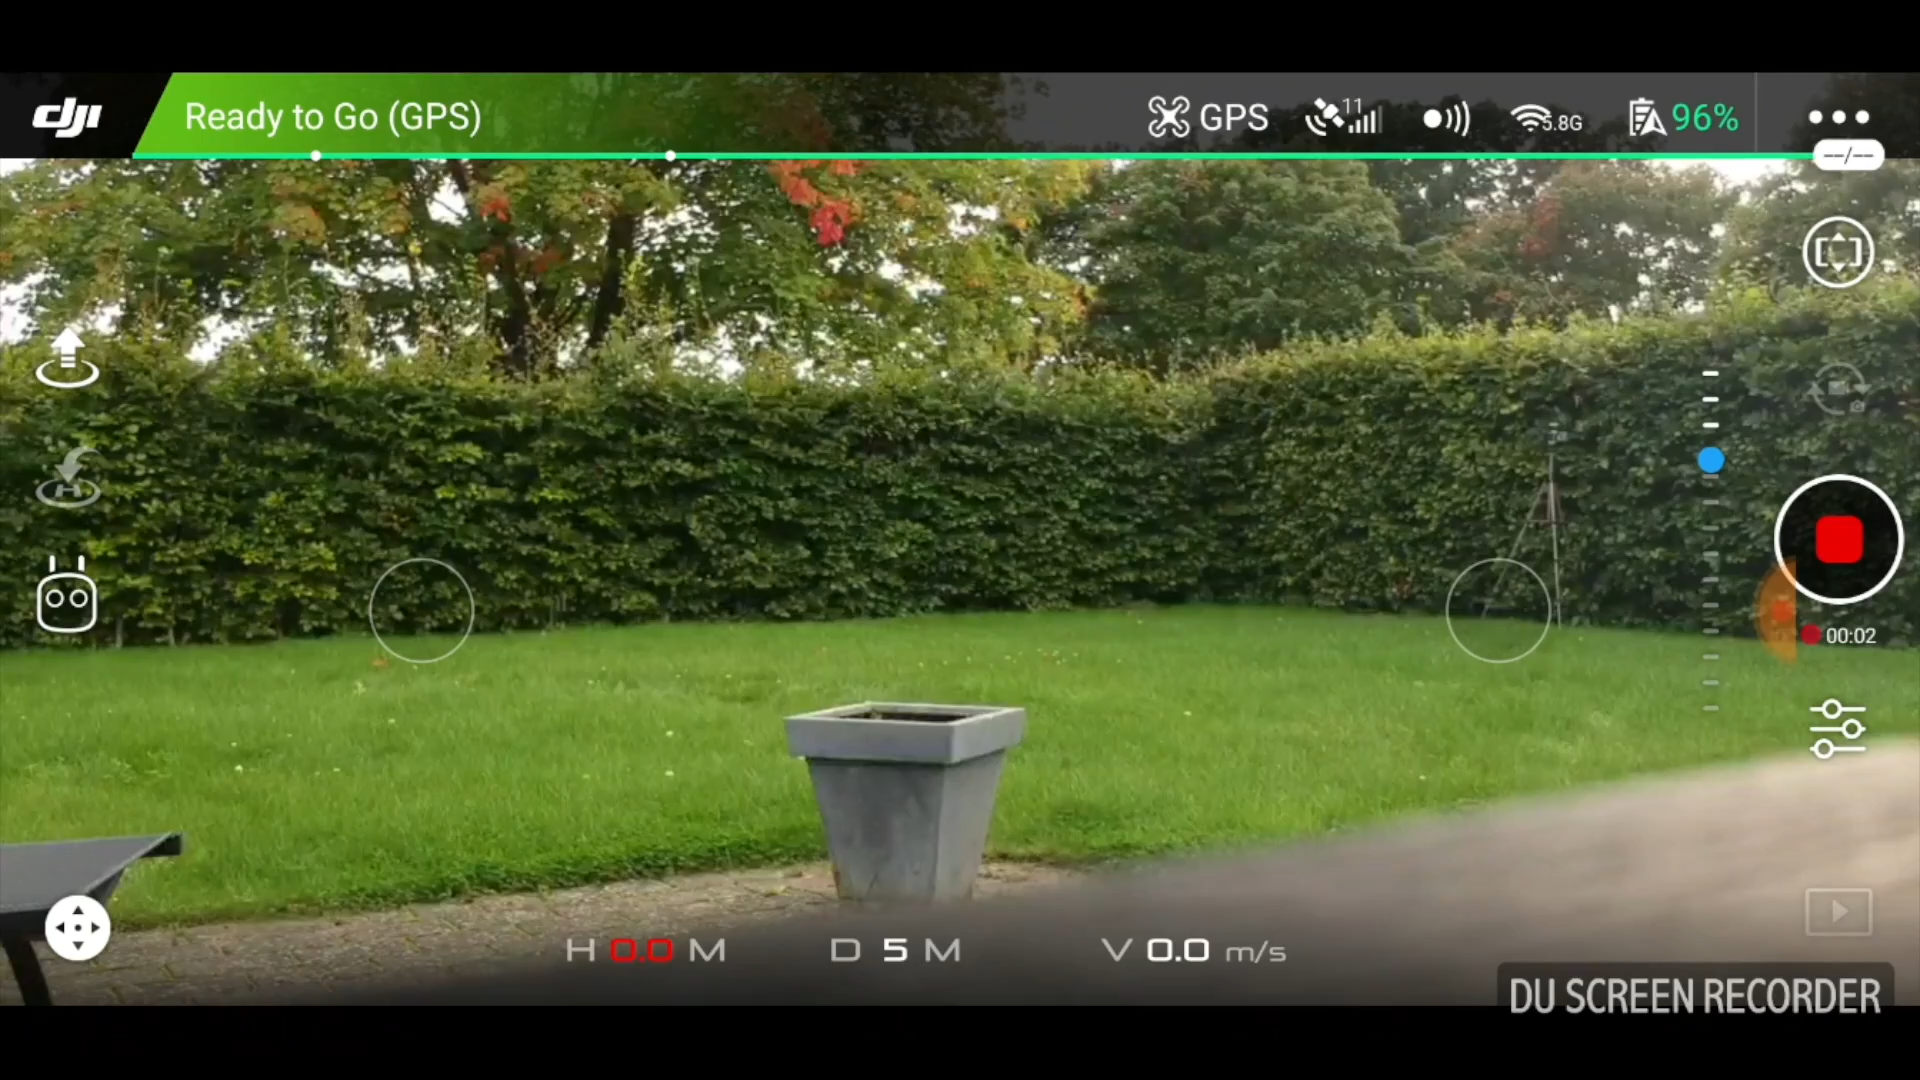 dji Ready to Go (GPS) GPS 11 5.8G 96%
--/--
H
00:02
H 0.0 M D 5 M V 0.0 m/s
DU SCREEN RECORDER